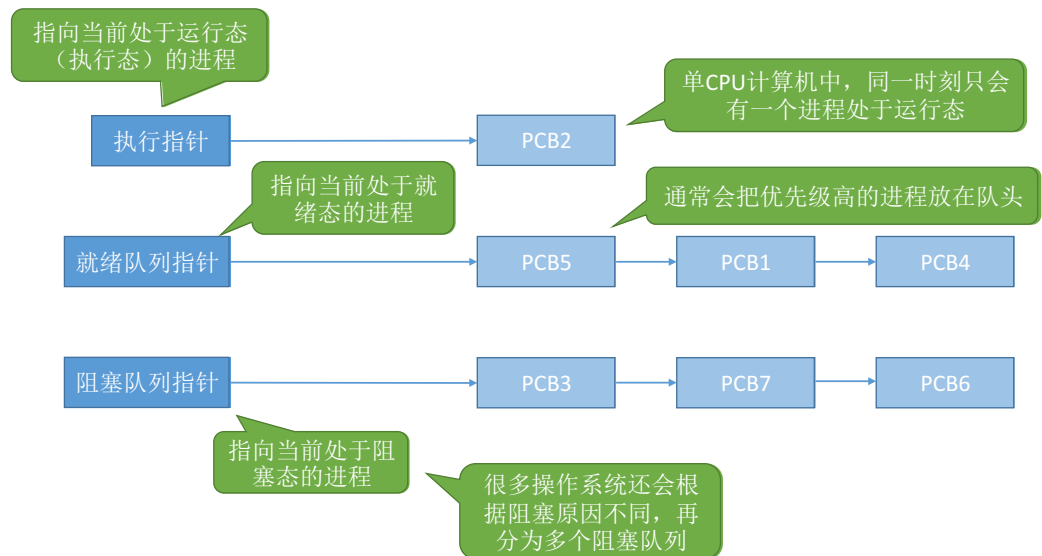 指向当前处于运行态
（执行态）的进程
单CPU计算机中，同一时刻只会
有一个进程处于运行态
执行指针
PCB2
指向当前处于就
绪态的进程
通常会把优先级高的进程放在队头
就绪队列指针
PCB5
PCB1
PCB4
阻塞队列指针
PCB3
PCB7
PCB6
指向当前处于阻
塞态的进程
很多操作系统还会根
据阻塞原因不同，再
分为多个阻塞队列